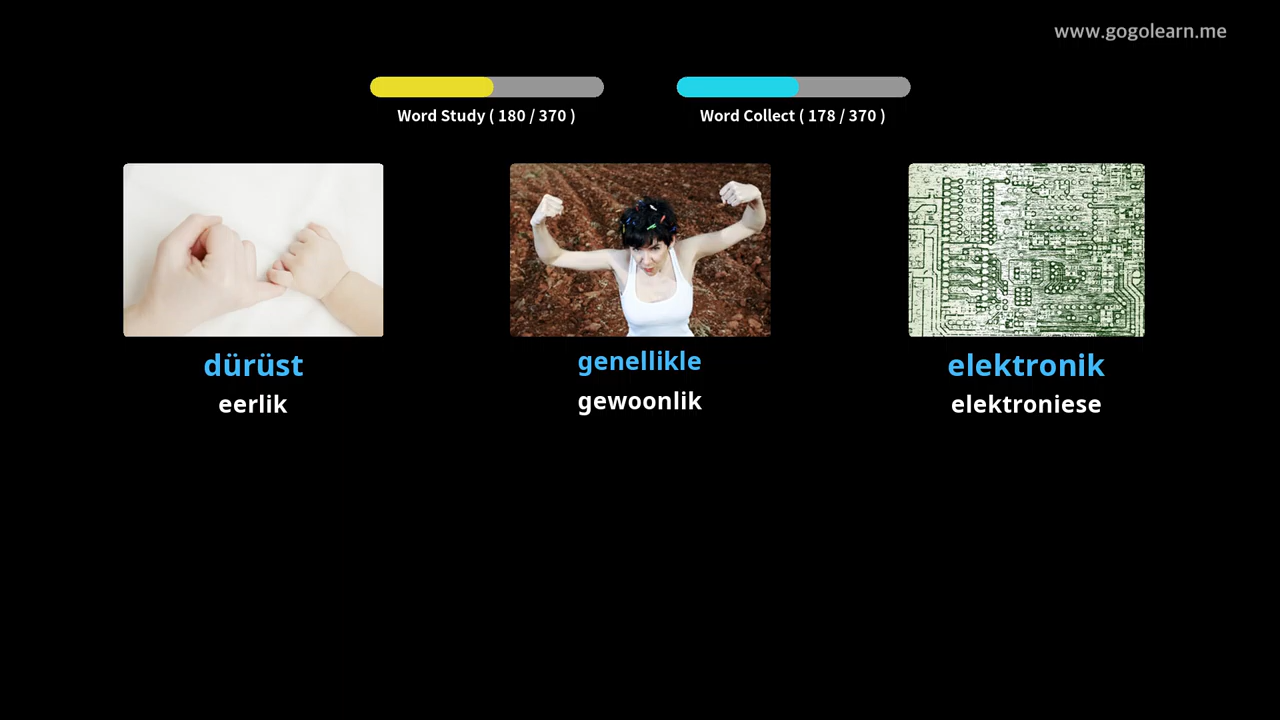 www.gogolearn.me
Word Study ( 180 / 370 )
Word Collect ( 178 / 370 )
dürüst
eerlik
genellikle
gewoonlik
elektronik
elektroniese